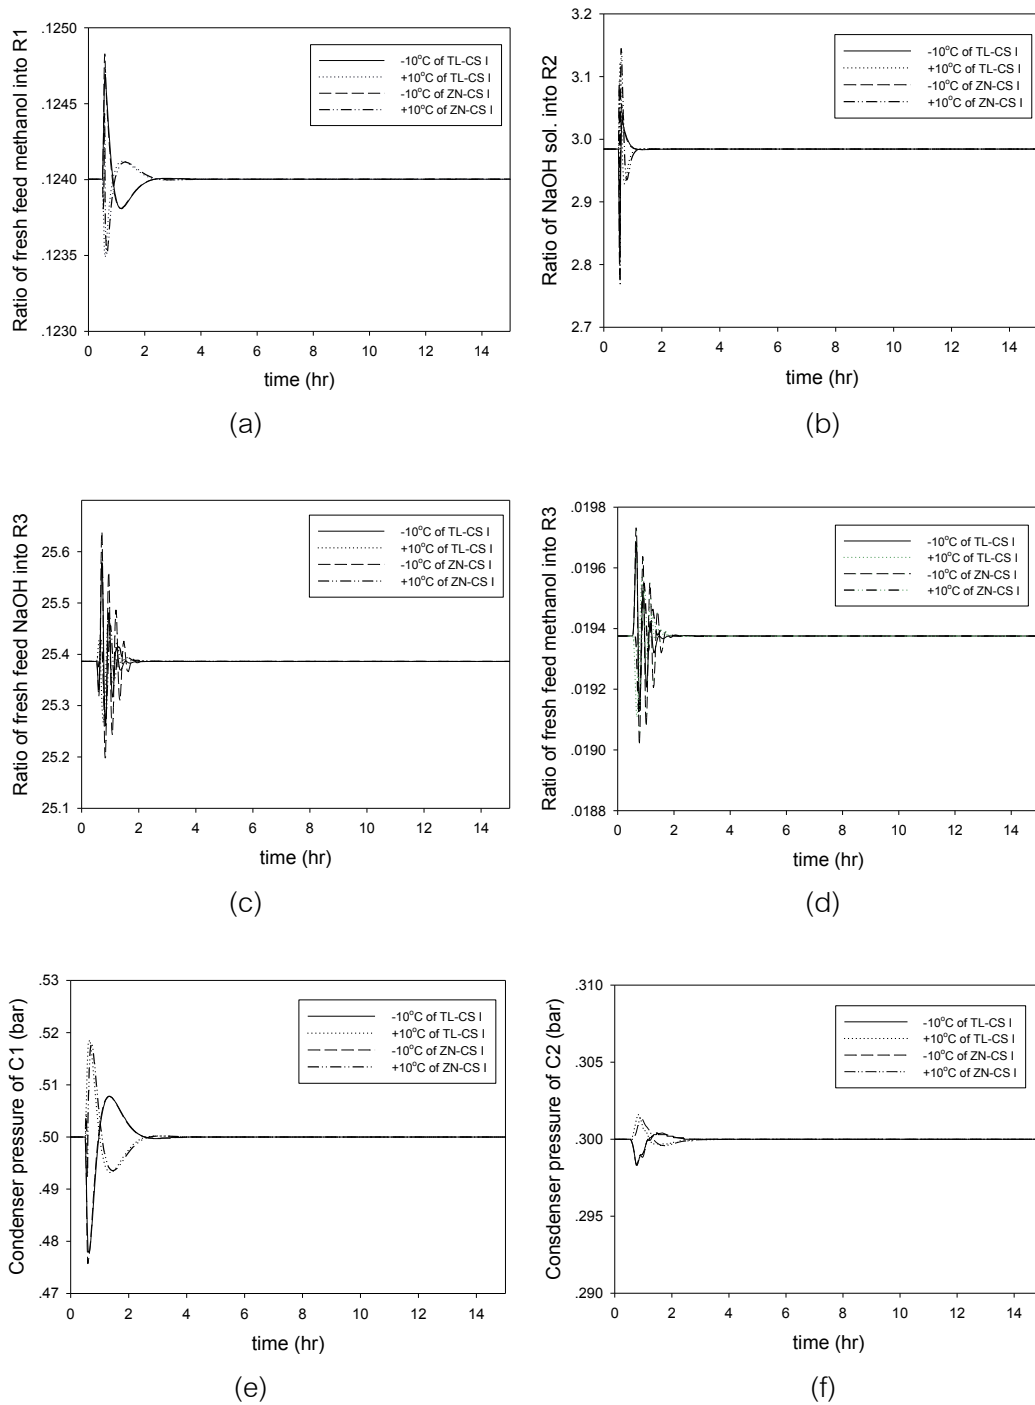 Ratio of fresh feed methanol into R1
.1250
.1245
.1240
.1235
.1230
0 2 4 6 8 10 12 14
time (hr)
-10°C of TL-CS I
+10°C of TL-CS I
-10°C of ZN-CS I
+10°C of ZN-CS I
(a)
Ratio of NaOH sol. into R2
3.2
3.1
3.0
2.9
2.8
2.7
0 2 4 6 8 10 12 14
time (hr)
-10°C of TL-CS I
+10°C of TL-CS I
-10°C of ZN-CS I
+10°C of ZN-CS I
(b)
Ratio of fresh feed NaOH into R3
25.6
25.5
25.4
25.3
25.2
25.1
0 2 4 6 8 10 12 14
time (hr)
-10°C of TL-CS I
+10°C of TL-CS I
-10°C of ZN-CS I
+10°C of ZN-CS I
(c)
Ratio of fresh feed methanol into R3
.0198
.0196
.0194
.0192
.0190
.0188
0 2 4 6 8 10 12 14
time (hr)
-10°C of TL-CS I
+10°C of TL-CS I
-10°C of ZN-CS I
+10°C of ZN-CS I
(d)
Condenser pressure of C1 (bar)
.53
.52
.51
.50
.49
.48
.47
0 2 4 6 8 10 12 14
time (hr)
-10°C of TL-CS I
+10°C of TL-CS I
-10°C of ZN-CS I
+10°C of ZN-CS I
(e)
Consdenser pressure of C2 (bar)
.310
.305
.300
.295
.290
0 2 4 6 8 10 12 14
time (hr)
-10°C of TL-CS I
+10°C of TL-CS I
-10°C of ZN-CS I
+10°C of ZN-CS I
(f)